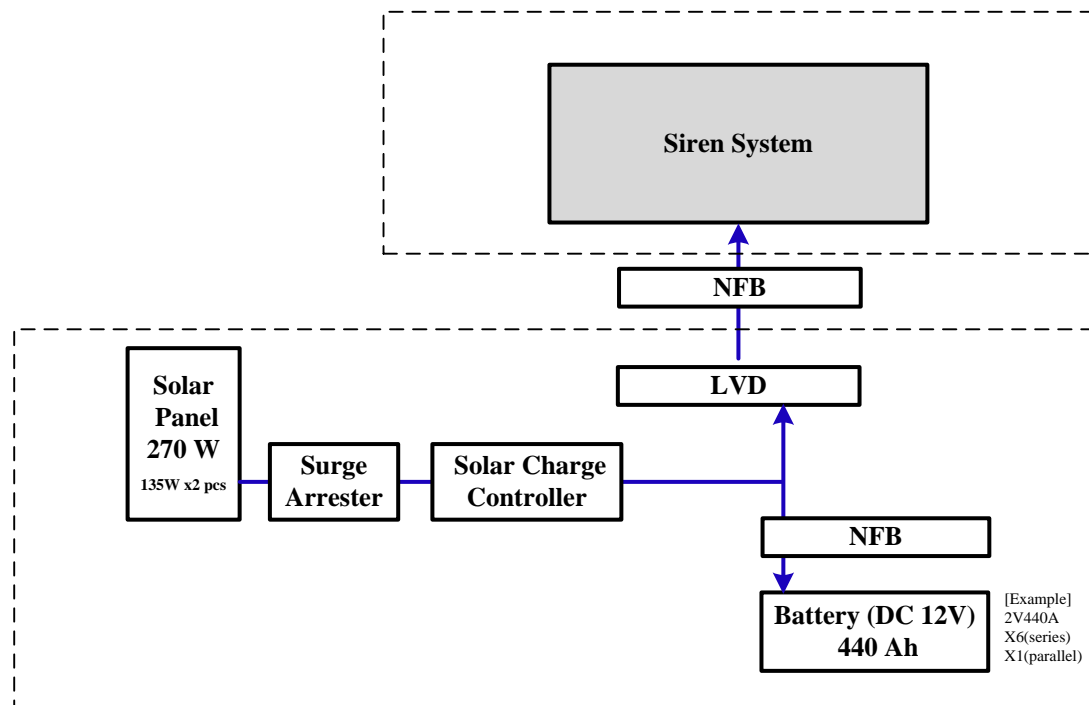 Siren System
NFB
LVD
Solar
Panel
270 W
135W x2 pcs
Surge
Arrester
Solar Charge
Controller
NFB
Battery (DC 12V)
440 Ah
[Example]
2V440A
X6(series)
X1(parallel)